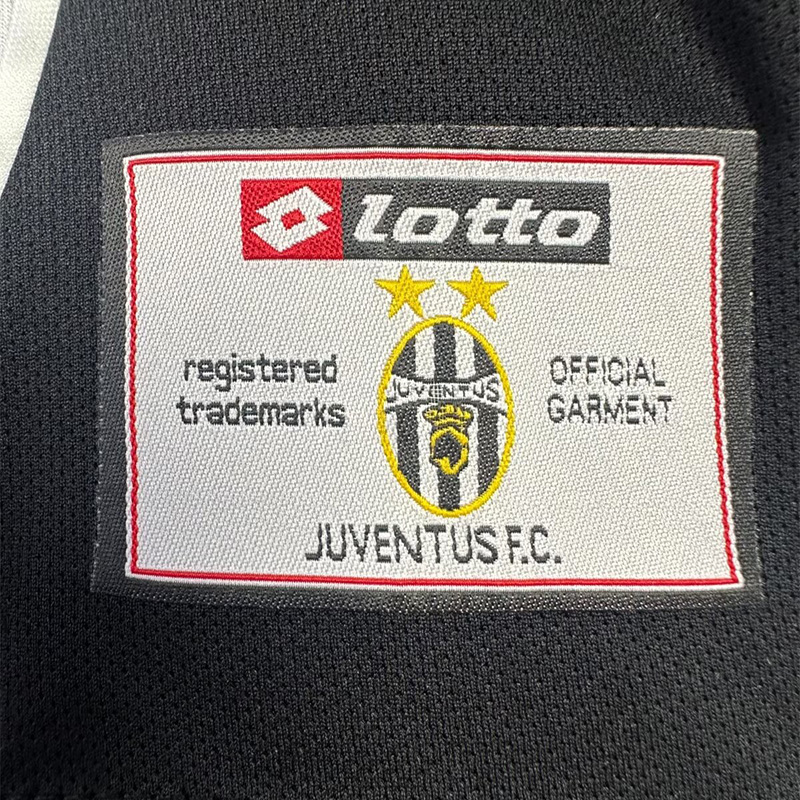 lotto
registered
trademarks
JUVENTUS
OFFICIAL
GARMENT
JUVENTUS F.C.